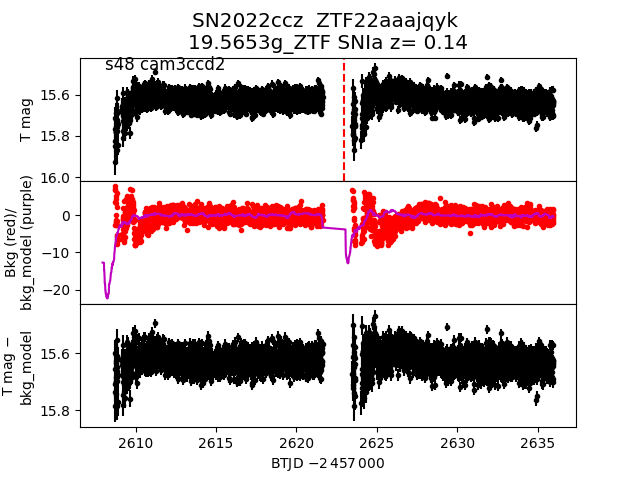 SN2022ccz ZTF22aaajqyk
19.5653g_ZTF SNIa z= 0.14
s48 cam3ccd2
T mag
15.6
15.8
16.0
Bkg (red)/
bkg_model (purple)
0
−10
−20
T mag −
bkg_model
15.6
15.8
2610 2615 2620 2625 2630 2635
BTJD −2 457 000